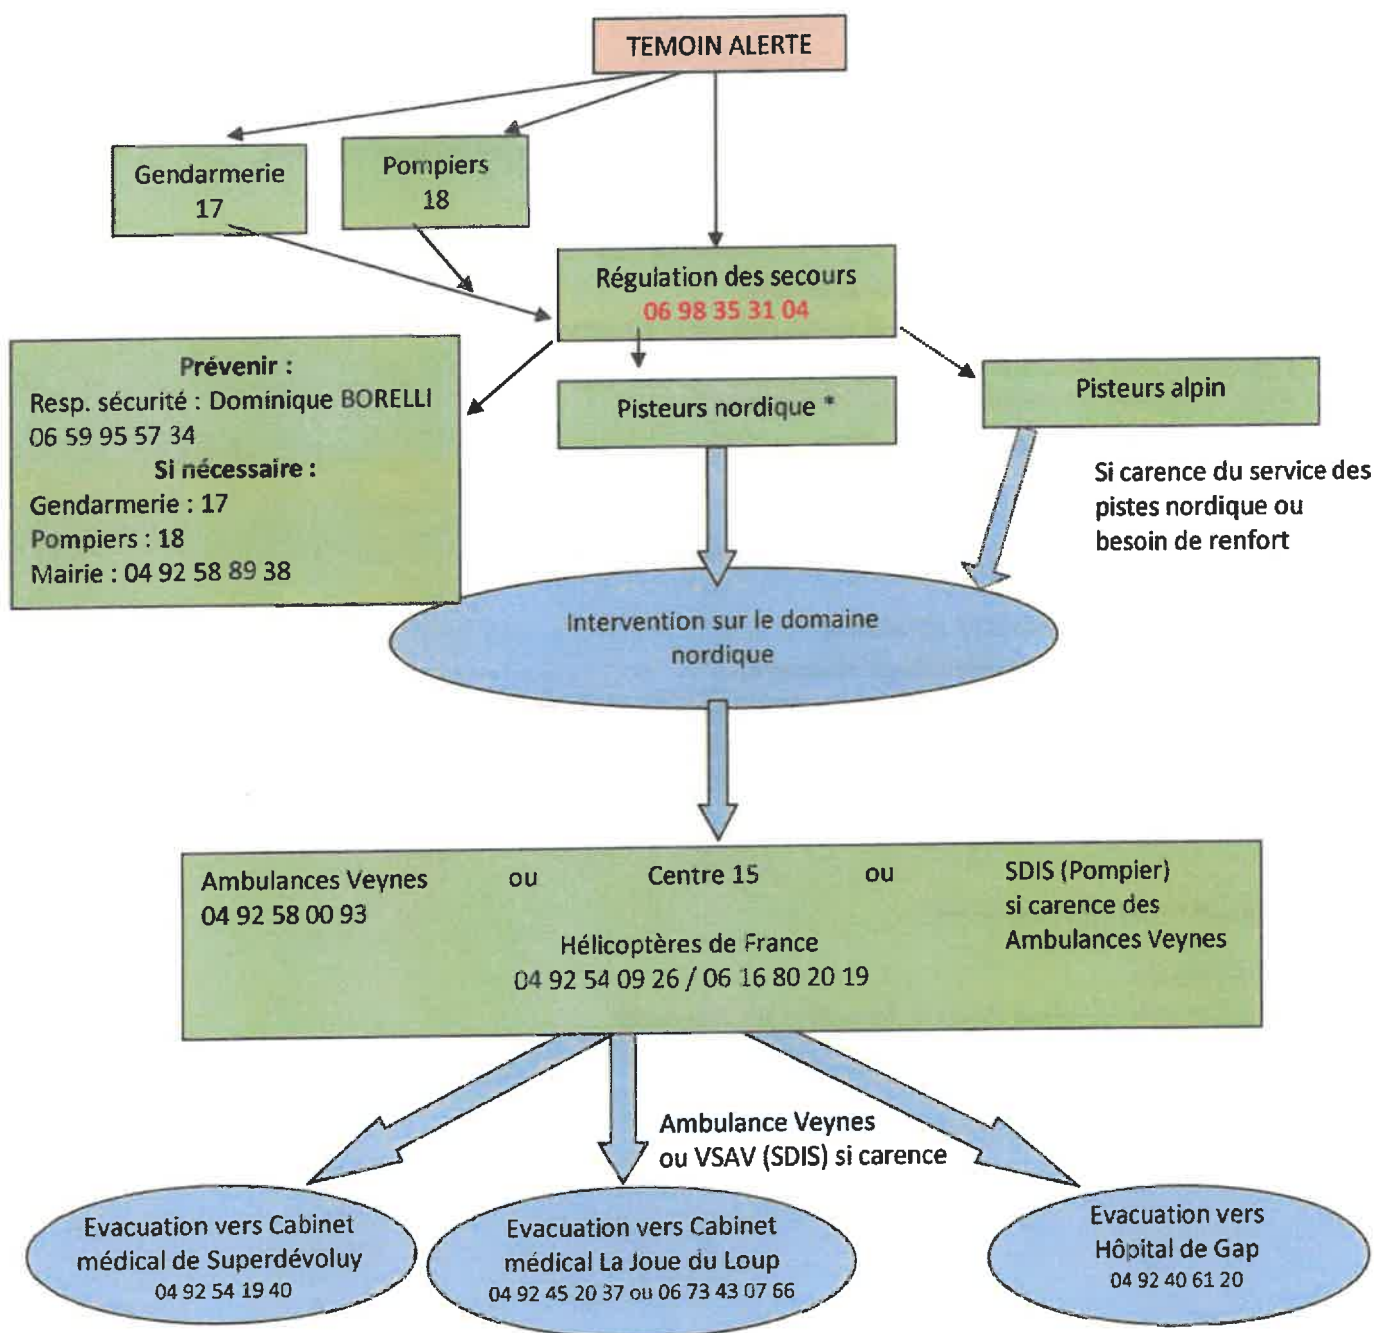 TEMOIN ALERTE
Gendarmerie
17
Pompiers
18
Régulation des secours
06 98 35 31 04
Prévenir :
Resp. sécurité : Dominique BORELLI
06 59 95 57 34
Si nécessaire :
Gendarmerie : 17
Pompiers : 18
Mairie : 04 92 58 89 38
Pisteurs nordique *
Pisteurs alpin
Si carence du service des
pistes nordique ou
besoin de renfort
Intervention sur le domaine
nordique
Ambulances Veynes ou Centre 15 ou SDIS (Pompier)
04 92 58 00 93 si carence des
Hélicoptères de France Ambulances Veynes
04 92 54 09 26 / 06 16 80 20 19
Ambulance Veynes
ou VSAV (SDIS) si carence
Evacuation vers Cabinet
médical de Superdévoluy
04 92 54 19 40
Evacuation vers Cabinet
médical La Joue du Loup
04 92 45 20 37 ou 06 73 43 07 66
Evacuation vers
Hôpital de Gap
04 92 40 61 20